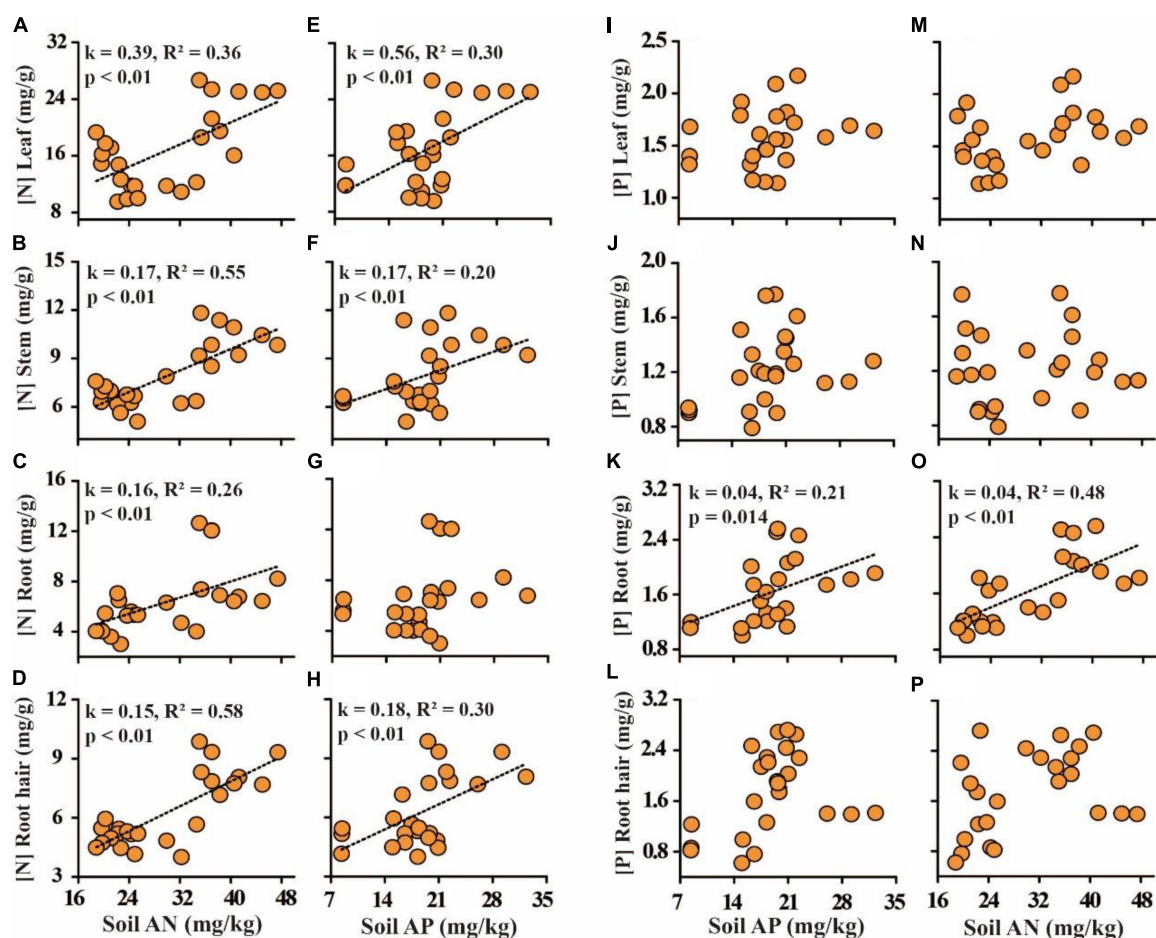 A
E
I
M
k = 0.39, R² = 0.36
p < 0.01
k = 0.56, R² = 0.30
p < 0.01
[N] Leaf (mg/g)
32
24
16
8
[P] Leaf (mg/g)
2.5
2.0
1.5
1.0
B
F
J
N
k = 0.17, R² = 0.55
p < 0.01
k = 0.17, R² = 0.20
p < 0.01
[N] Stem (mg/g)
15
12
9
6
[P] Stem (mg/g)
2.0
1.6
1.2
0.8
C
G
K
O
k = 0.16, R² = 0.26
p < 0.01
k = 0.04, R² = 0.21
p = 0.014
k = 0.04, R² = 0.48
p < 0.01
[N] Root (mg/g)
16
12
8
4
[P] Root (mg/g)
3.2
2.4
1.6
0.8
D
H
L
P
k = 0.15, R² = 0.58
p < 0.01
k = 0.18, R² = 0.30
p < 0.01
[N] Root hair (mg/g)
12
9
6
3
[P] Root hair (mg/g)
3.2
2.4
1.6
0.8
16 24 32 40 48
7 14 21 28 35
7 14 21 28 35
16 24 32 40 48
Soil AN (mg/kg)
Soil AP (mg/kg)
Soil AP (mg/kg)
Soil AN (mg/kg)